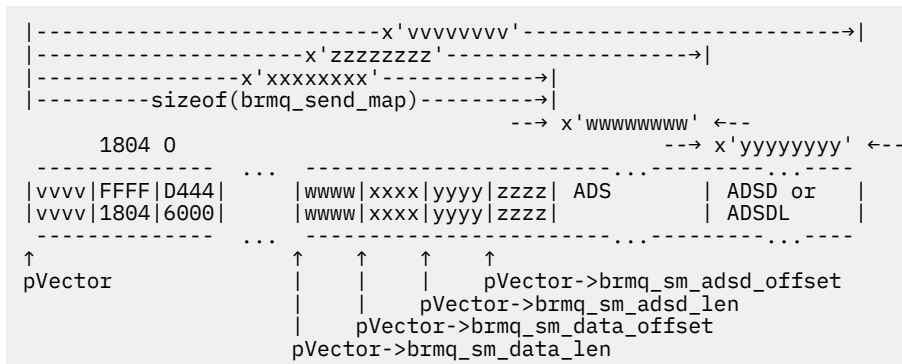 |---------------------------x'vvvvvvvv'-------------------------→|
|---------------------x'zzzzzzzz'-------------------→|
|----------------x'xxxxxxxx'------------→|
|---------sizeof(brmq_send_map)---------→|
--→ x'wwwwwwww' ←--
1804 O --→ x'yyyyyyyy' ←--
-------------- ... ------------------------...---------...----
|vvvv|FFFF|D444| |wwww|xxxx|yyyy|zzzz| ADS | ADSD or |
|vvvv|1804|6000| |wwww|xxxx|yyyy|zzzz| | ADSDL |
-------------- ... ------------------------...---------...----
↑ ↑ ↑ ↑ ↑
pVector | | | pVector->brmq_sm_adsd_offset
| | pVector->brmq_sm_adsd_len
| pVector->brmq_sm_data_offset
pVector->brmq_sm_data_len